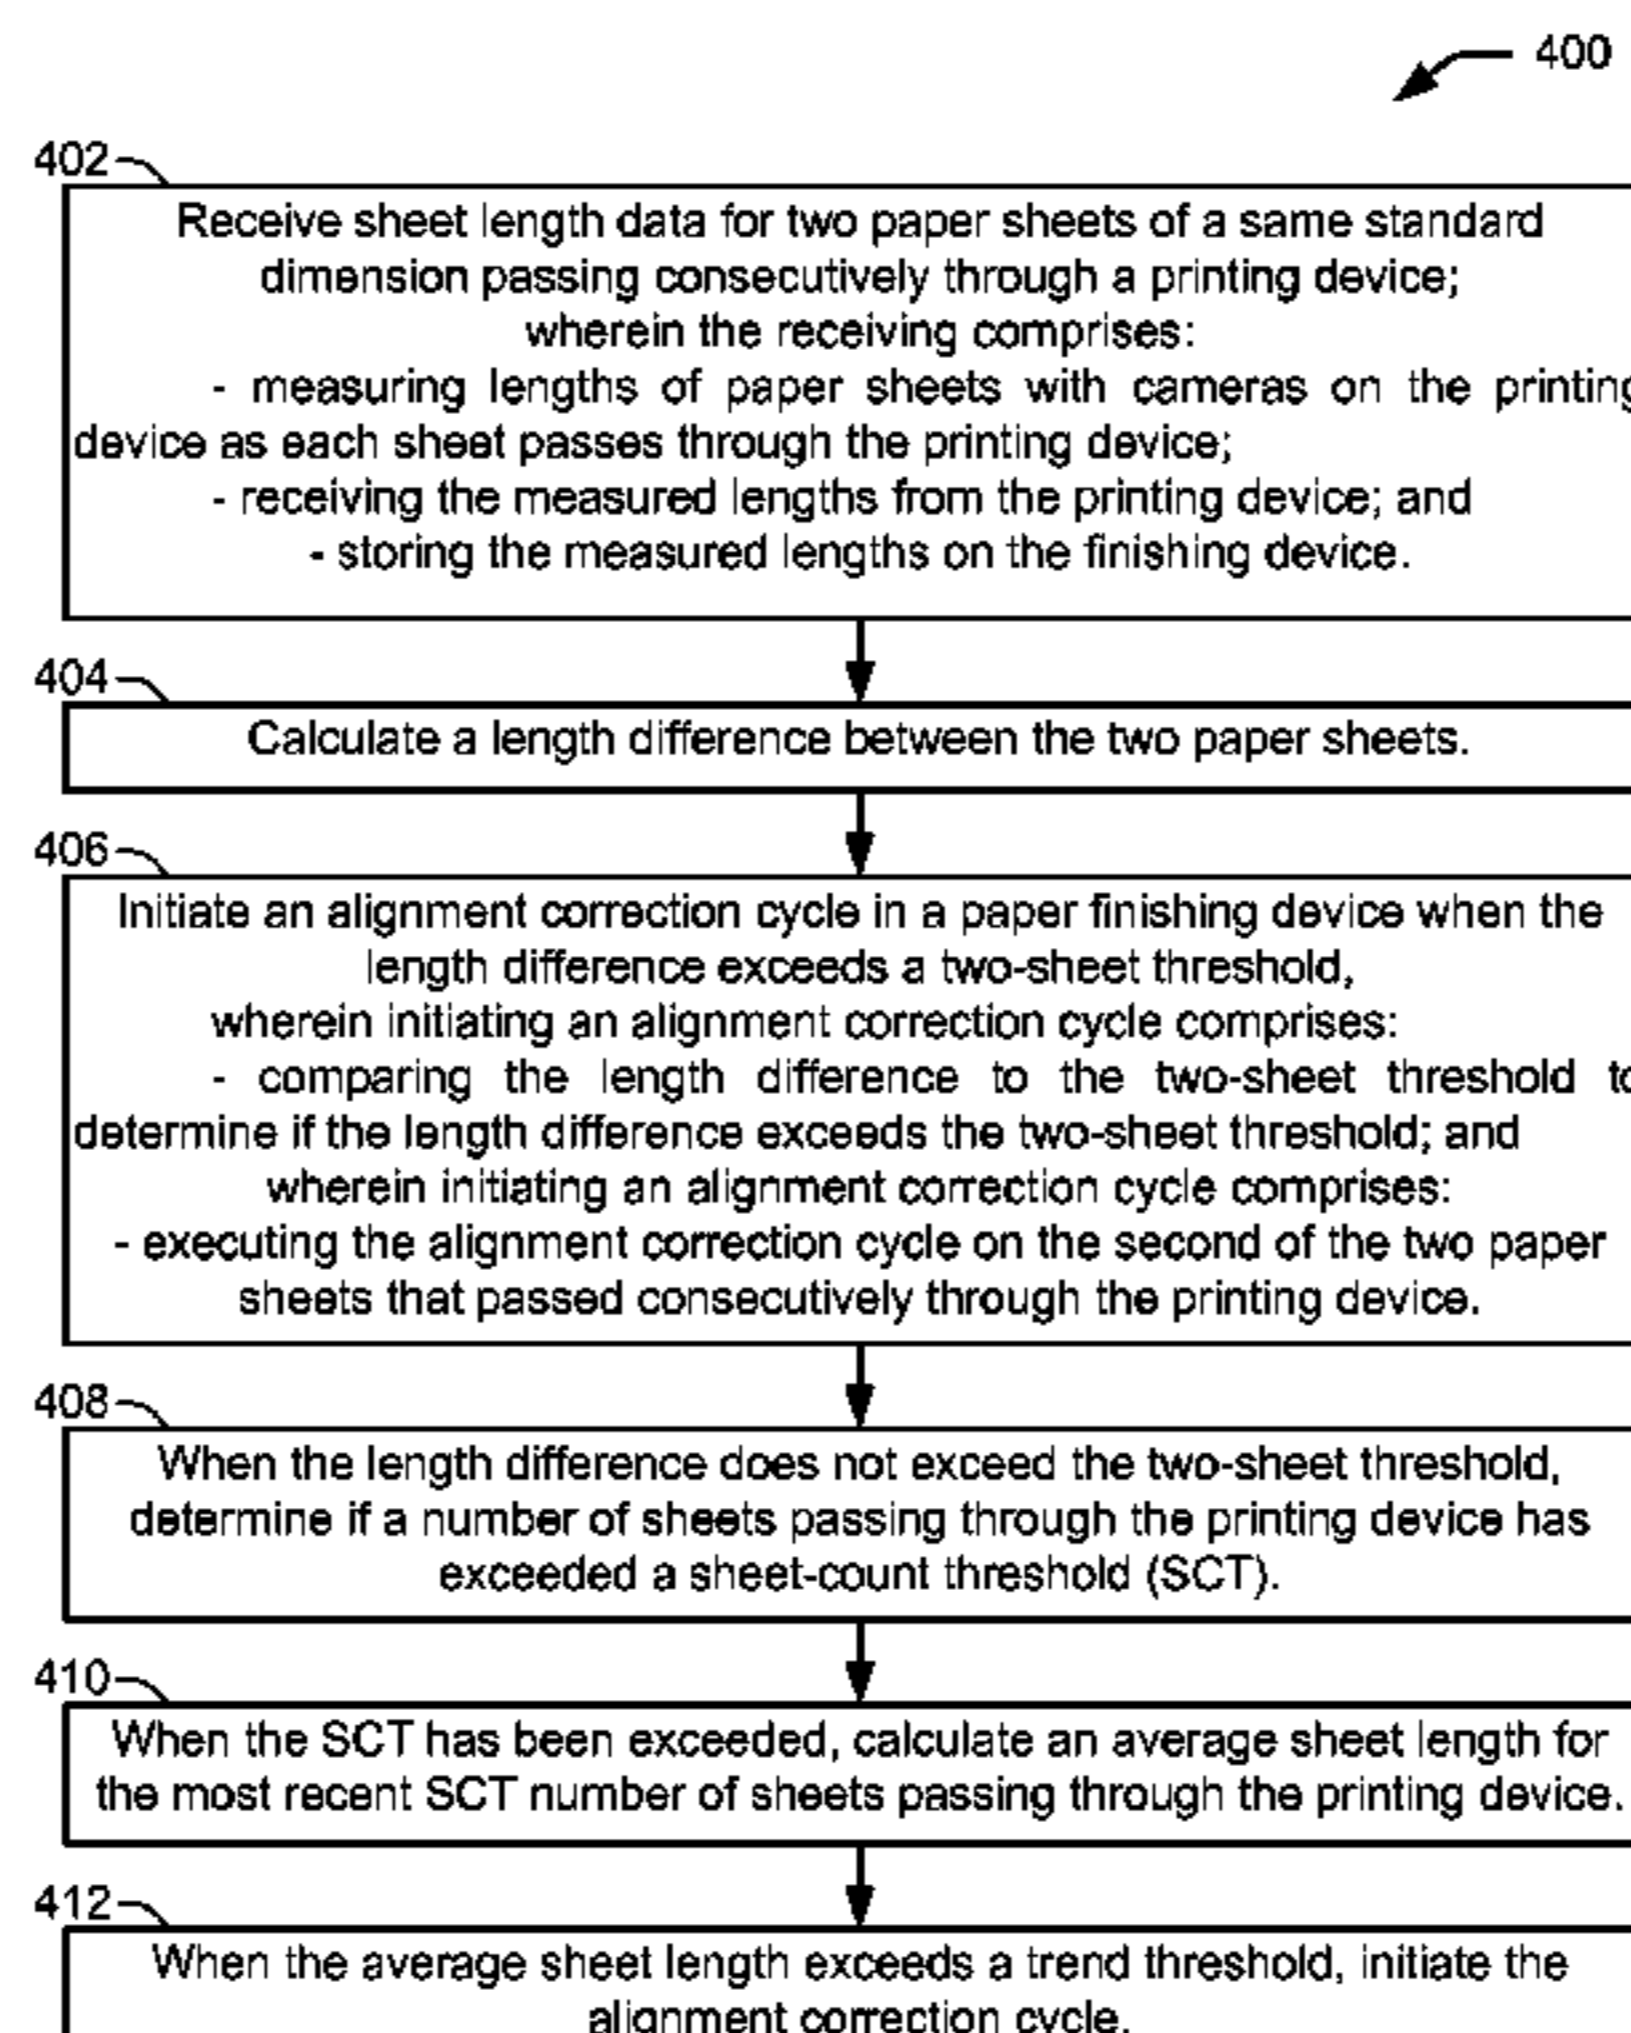 400
402
Receive sheet length data for two paper sheets of a same standard
dimension passing consecutively through a printing device;
wherein the receiving comprises:
- measuring lengths of paper sheets with cameras on the printing
device as each sheet passes through the printing device;
- receiving the measured lengths from the printing device; and
- storing the measured lengths on the finishing device.
404
Calculate a length difference between the two paper sheets.
406
Initiate an alignment correction cycle in a paper finishing device when the
length difference exceeds a two-sheet threshold,
wherein initiating an alignment correction cycle comprises:
- comparing the length difference to the two-sheet threshold to
determine if the length difference exceeds the two-sheet threshold; and
wherein initiating an alignment correction cycle comprises:
- executing the alignment correction cycle on the second of the two paper
sheets that passed consecutively through the printing device.
408
When the length difference does not exceed the two-sheet threshold,
determine if a number of sheets passing through the printing device has
exceeded a sheet-count threshold (SCT).
410
When the SCT has been exceeded, calculate an average sheet length for
the most recent SCT number of sheets passing through the printing device.
412
When the average sheet length exceeds a trend threshold, initiate the
alignment correction cycle.